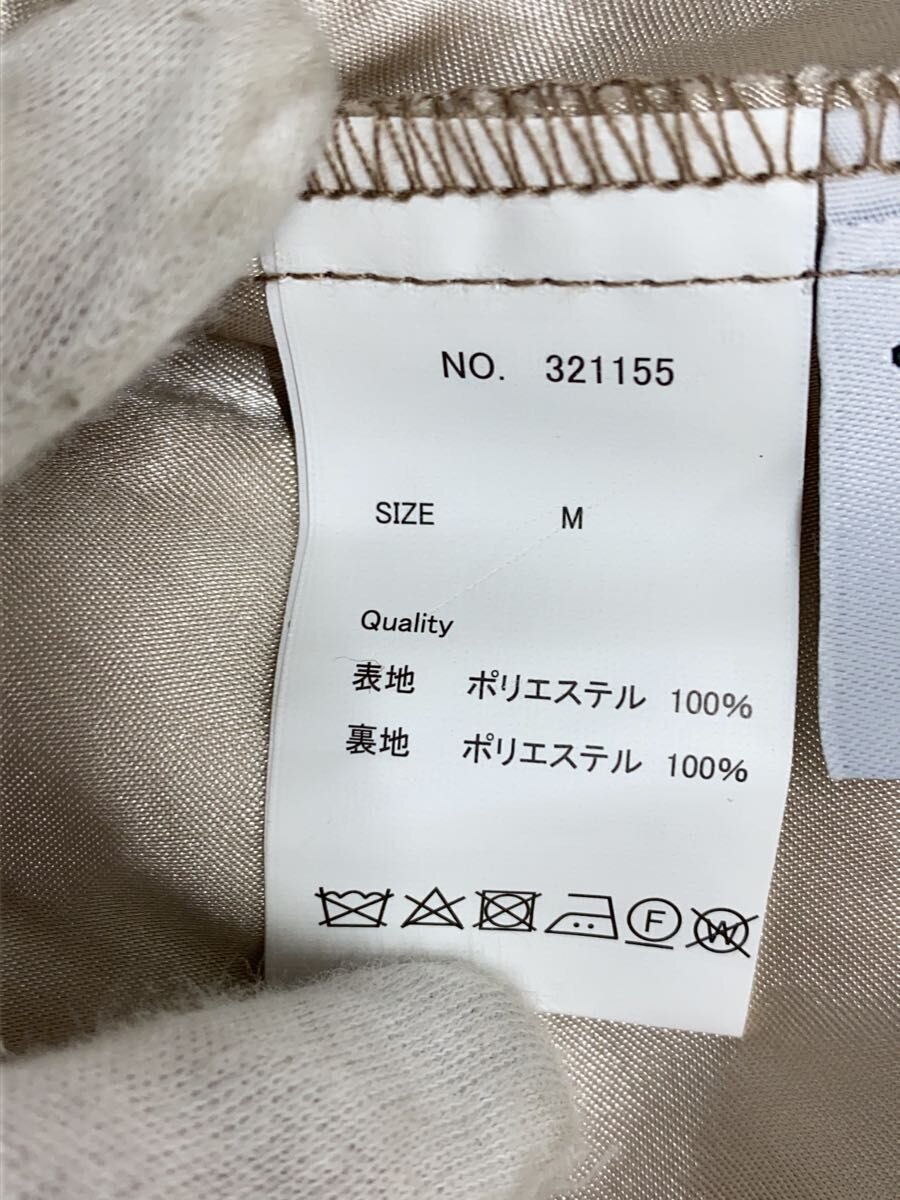 NO. 321155
SIZE M
Quality
表地 ポリエステル 100%
裏地 ポリエステル 100%
F W